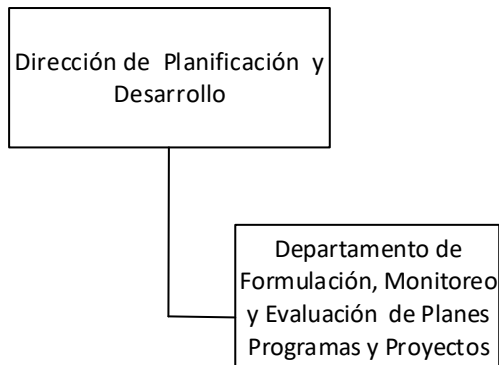 Dirección de Planificación y
Desarrollo
Departamento de
Formulación, Monitoreo
y Evaluación de Planes
Programas y Proyectos